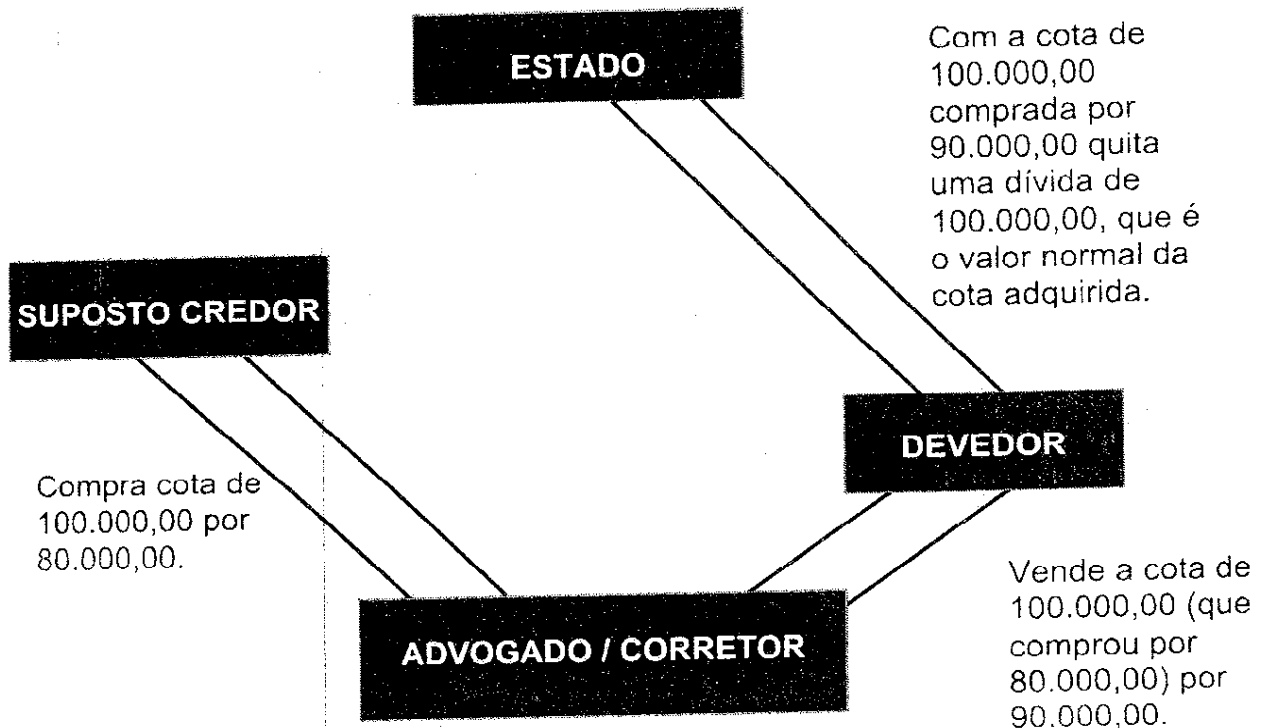 ESTADO
Com a cota de
100.000,00
comprada por
90.000,00 quita
uma dívida de
100.000,00, que é
o valor normal da
cota adquirida.
SUPOSTO CREDOR
DEVEDOR
Compra cota de
100.000,00 por
80.000,00.
ADVOGADO / CORRETOR
Vende a cota de
100.000,00 (que
comprou por
80.000,00) por
90.000,00.